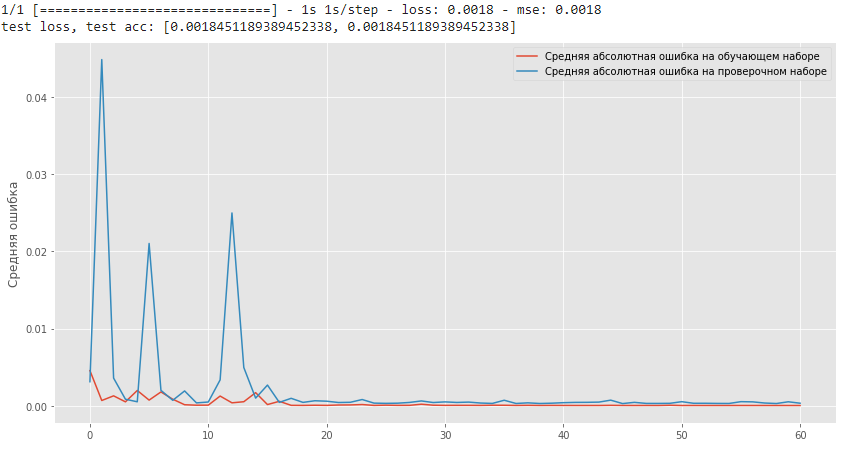 1/1 [==============================] - 1s 1s/step - loss: 0.0018 - mse: 0.0018
test loss, test acc: [0.0018451189389452338, 0.0018451189389452338]
Средняя абсолютная ошибка на обучающем наборе
Средняя абсолютная ошибка на проверочном наборе
Средняя ошибка
0.04
0.03
0.02
0.01
0.00
0 10 20 30 40 50 60